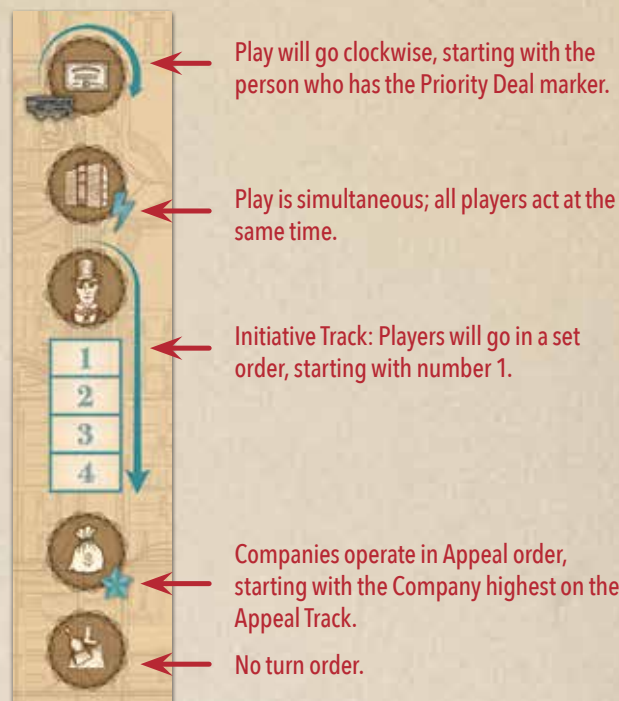 Play will go clockwise, starting with the
person who has the Priority Deal marker.
Play is simultaneous; all players act at the
same time.
Initiative Track: Players will go in a set
order, starting with number 1.
1
2
3
4
Companies operate in Appeal order,
starting with the Company highest on the
Appeal Track.
No turn order.